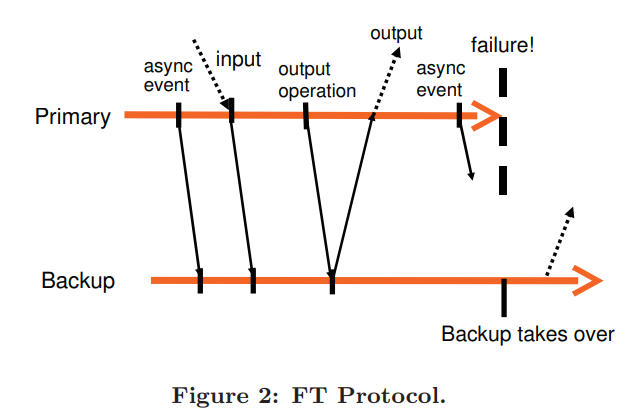 output
failure!
async
event
input
output
operation
async
event
Primary
Backup
Backup takes over
Figure 2: FT Protocol.